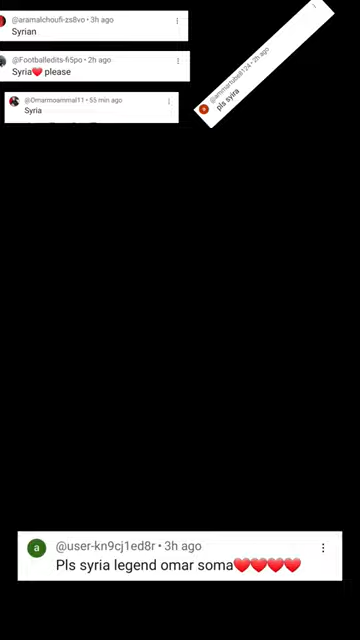 @aramalchoufi-zs8vo • 3h ago
Syrian
@Footballedits-fi5po • 2h ago
Syria❤️ please
@Omarmoammal11 • 55 min ago
Syria
pls syira
@user-kn9cj1ed8r • 3h ago
Pls syria legend omar soma❤️❤️❤️❤️